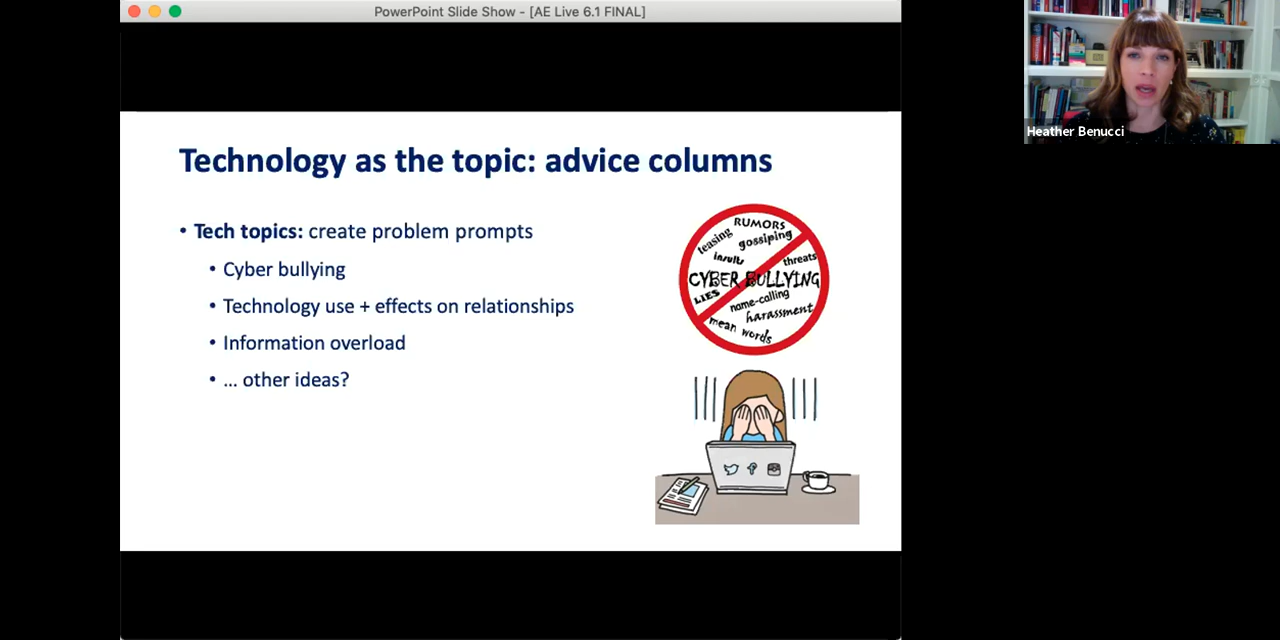 PowerPoint Slide Show - [AE Live 6.1 FINAL]
Heather Benucci
Technology as the topic: advice columns
• Tech topics: create problem prompts
• Cyber bullying
• Technology use + effects on relationships
• Information overload
• ... other ideas?
RUMORS
teasing
gossiping
insults
threats
CYBER BULLYING
LIES
name-calling
harassment
mean words